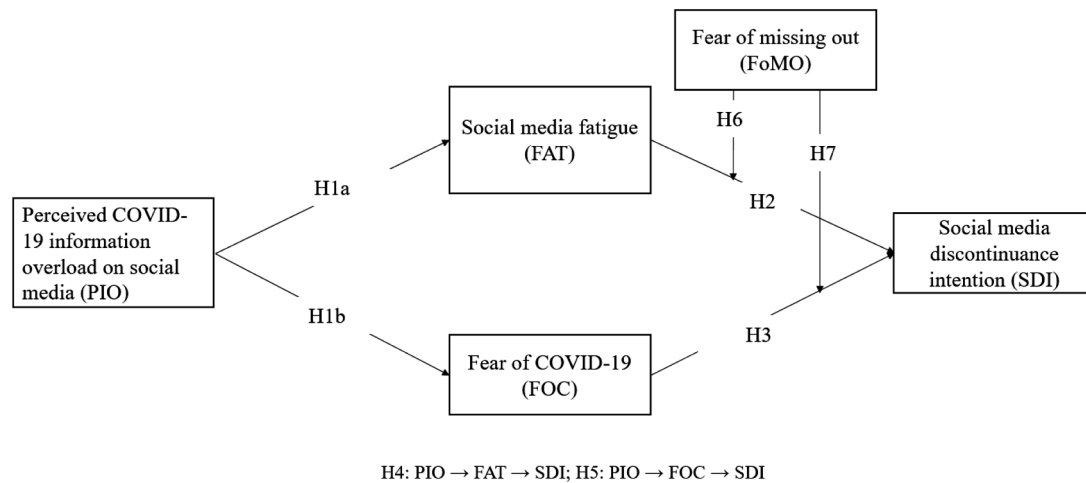 Fear of missing out
(FoMO)
H6
Social media fatigue
(FAT)
H7
H1a
H2
Perceived COVID-
19 information
overload on social
media (PIO)
Social media
discontinuance
intention (SDI)
H1b
H3
Fear of COVID-19
(FOC)
H4: PIO → FAT → SDI; H5: PIO → FOC → SDI